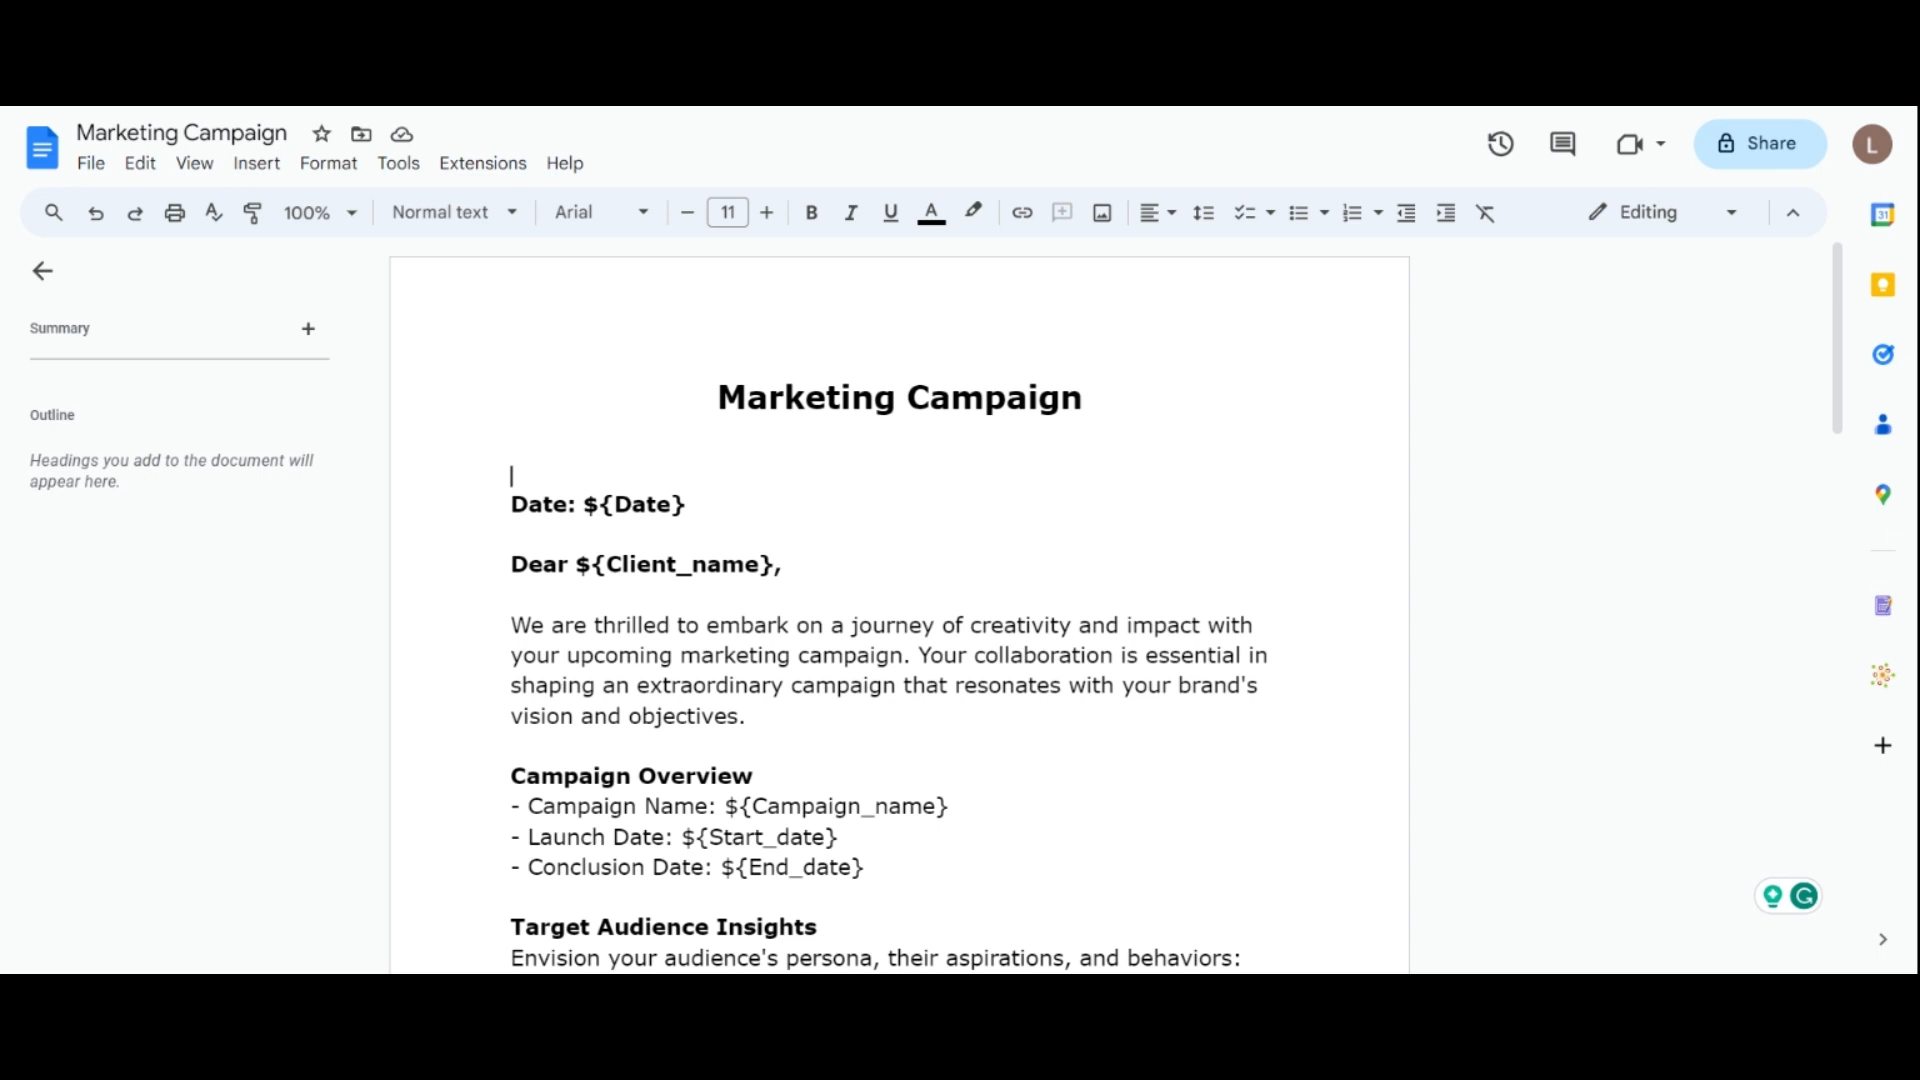 Marketing Campaign
File Edit View Insert Format Tools Extensions Help
Share
L
100% Normal text Arial 11 B I U A Editing
31
Summary
Outline
Headings you add to the document will
appear here.
Marketing Campaign
Date: ${Date}
Dear ${Client_name},
We are thrilled to embark on a journey of creativity and impact with
your upcoming marketing campaign. Your collaboration is essential in
shaping an extraordinary campaign that resonates with your brand's
vision and objectives.
Campaign Overview
- Campaign Name: ${Campaign_name}
- Launch Date: ${Start_date}
- Conclusion Date: ${End_date}
Target Audience Insights
Envision your audience's persona, their aspirations, and behaviors: